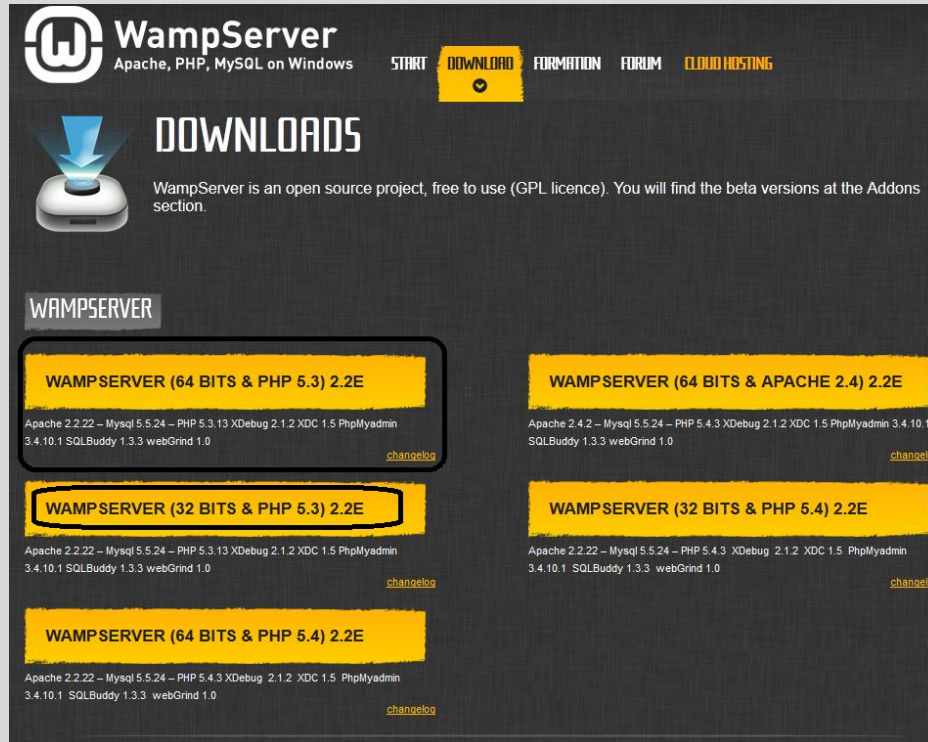 WampServer
Apache, PHP, MySQL on Windows
START DOWNLOAD FORMATION FORUM CLOUD HOSTING
DOWNLOADS
WampServer is an open source project, free to use (GPL licence). You will find the beta versions at the Addons
section.
WAMPSERVER
WAMPSERVER (64 BITS & PHP 5.3) 2.2E
Apache 2.2.22 – Mysql 5.5.24 – PHP 5.3.13 XDebug 2.1.2 XDC 1.5 PhpMyadmin
3.4.10.1 SQLBuddy 1.3.3 webGrind 1.0
changelog
WAMPSERVER (64 BITS & APACHE 2.4) 2.2E
Apache 2.4.2 – Mysql 5.5.24 – PHP 5.4.3 XDebug 2.1.2 XDC 1.5 PhpMyadmin 3.4.10.1
SQLBuddy 1.3.3 webGrind 1.0
changel
WAMPSERVER (32 BITS & PHP 5.3) 2.2E
Apache 2.2.22 – Mysql 5.5.24 – PHP 5.3.13 XDebug 2.1.2 XDC 1.5 PhpMyadmin
3.4.10.1 SQLBuddy 1.3.3 webGrind 1.0
changelog
WAMPSERVER (32 BITS & PHP 5.4) 2.2E
Apache 2.2.22 – Mysql 5.5.24 – PHP 5.4.3 XDebug 2.1.2 XDC 1.5 PhpMyadmin
3.4.10.1 SQLBuddy 1.3.3 webGrind 1.0
changel
WAMPSERVER (64 BITS & PHP 5.4) 2.2E
Apache 2.2.22 – Mysql 5.5.24 – PHP 5.4.3 XDebug 2.1.2 XDC 1.5 PhpMyadmin
3.4.10.1 SQLBuddy 1.3.3 webGrind 1.0
changelog